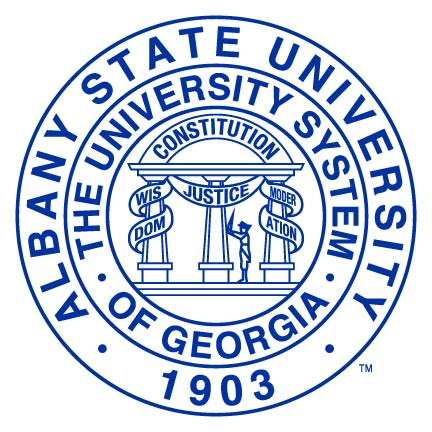 ALBANY STATE UNIVERSITY
THE UNIVERSITY SYSTEM
OF GEORGIA
CONSTITUTION
WIS
DOM
JUSTICE
MODER
ATION
1903
TM